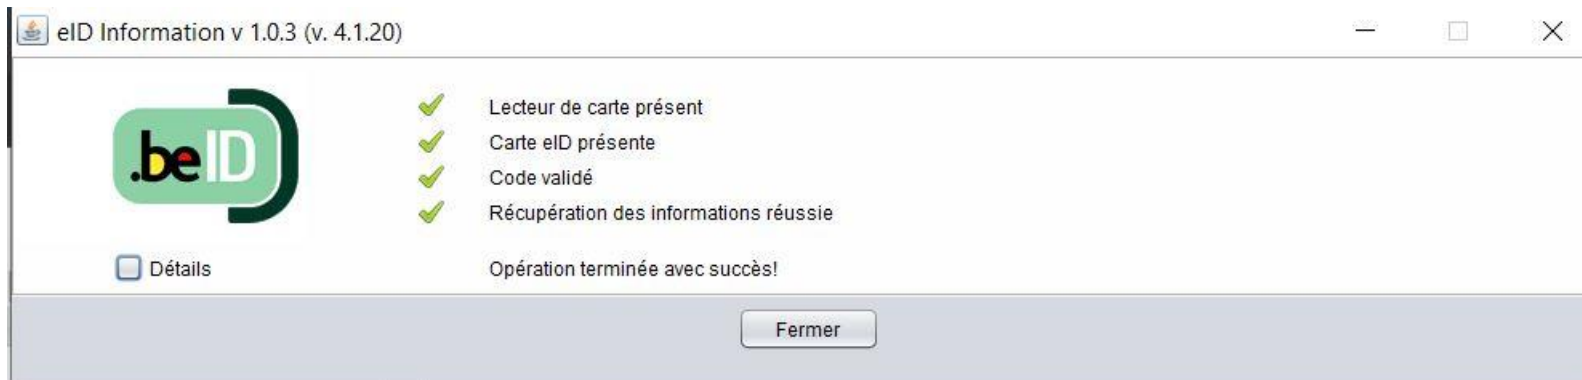 eID Information v 1.0.3 (v. 4.1.20)
.beID
Lecteur de carte présent
Carte eID présente
Code validé
Récupération des informations réussie
Détails
Opération terminée avec succès!
Fermer